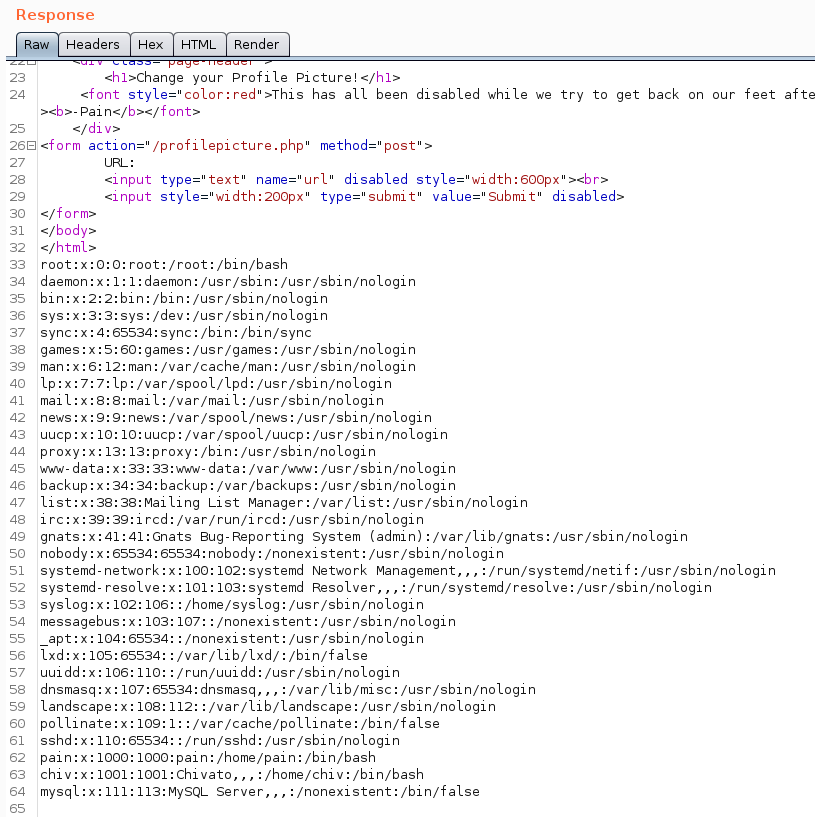 Response
Raw Headers Hex HTML Render
22 <div class="page-header">
23 <h1>Change your Profile Picture!</h1>
24 <font style="color:red">This has all been disabled while we try to get back on our feet afte
><b>-Pain</b></font>
25 </div>
26 <form action="/profilepicture.php" method="post">
27 URL:
28 <input type="text" name="url" disabled style="width:600px"><br>
29 <input style="width:200px" type="submit" value="Submit" disabled>
30 </form>
31 </body>
32 </html>
33 root:x:0:0:root:/root:/bin/bash
34 daemon:x:1:1:daemon:/usr/sbin:/usr/sbin/nologin
35 bin:x:2:2:bin:/bin:/usr/sbin/nologin
36 sys:x:3:3:sys:/dev:/usr/sbin/nologin
37 sync:x:4:65534:sync:/bin:/bin/sync
38 games:x:5:60:games:/usr/games:/usr/sbin/nologin
39 man:x:6:12:man:/var/cache/man:/usr/sbin/nologin
40 lp:x:7:7:lp:/var/spool/lpd:/usr/sbin/nologin
41 mail:x:8:8:mail:/var/mail:/usr/sbin/nologin
42 news:x:9:9:news:/var/spool/news:/usr/sbin/nologin
43 uucp:x:10:10:uucp:/var/spool/uucp:/usr/sbin/nologin
44 proxy:x:13:13:proxy:/bin:/usr/sbin/nologin
45 www-data:x:33:33:www-data:/var/www:/usr/sbin/nologin
46 backup:x:34:34:backup:/var/backups:/usr/sbin/nologin
47 list:x:38:38:Mailing List Manager:/var/list:/usr/sbin/nologin
48 irc:x:39:39:ircd:/var/run/ircd:/usr/sbin/nologin
49 gnats:x:41:41:Gnats Bug-Reporting System (admin):/var/lib/gnats:/usr/sbin/nologin
50 nobody:x:65534:65534:nobody:/nonexistent:/usr/sbin/nologin
51 systemd-network:x:100:102:systemd Network Management,,,:/run/systemd/netif:/usr/sbin/nologin
52 systemd-resolve:x:101:103:systemd Resolver,,,:/run/systemd/resolve:/usr/sbin/nologin
53 syslog:x:102:106::/home/syslog:/usr/sbin/nologin
54 messagebus:x:103:107::/nonexistent:/usr/sbin/nologin
55 _apt:x:104:65534::/nonexistent:/usr/sbin/nologin
56 lxd:x:105:65534::/var/lib/lxd/:/bin/false
57 uuidd:x:106:110::/run/uuidd:/usr/sbin/nologin
58 dnsmasq:x:107:65534:dnsmasq,,,:/var/lib/misc:/usr/sbin/nologin
59 landscape:x:108:112::/var/lib/landscape:/usr/sbin/nologin
60 pollinate:x:109:1::/var/cache/pollinate:/bin/false
61 sshd:x:110:65534::/run/sshd:/usr/sbin/nologin
62 pain:x:1000:1000:pain:/home/pain:/bin/bash
63 chiv:x:1001:1001:Chivato,,,:/home/chiv:/bin/bash
64 mysql:x:111:113:MySQL Server,,,:/nonexistent:/bin/false
65